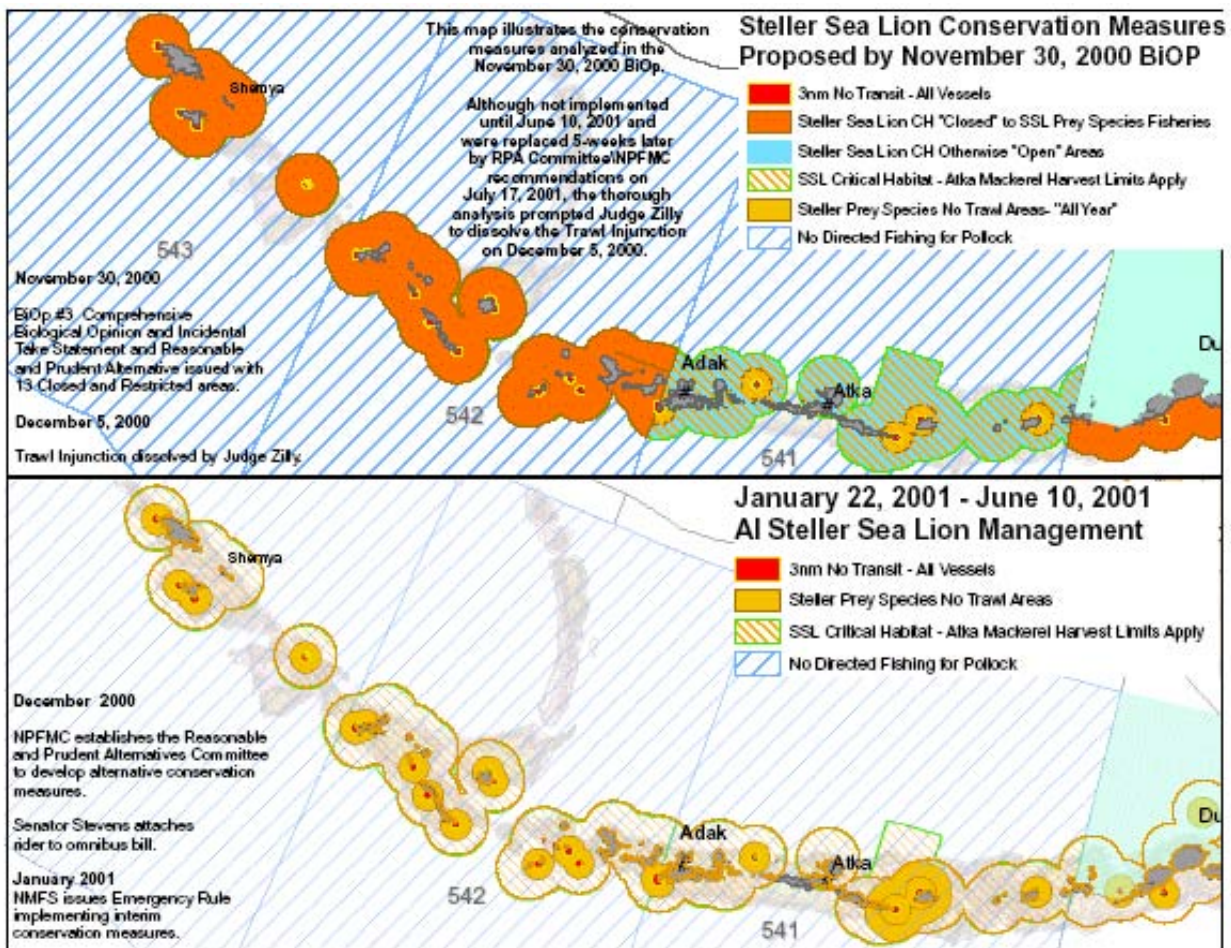 Steller Sea Lion Conservation Measures
Proposed by November 30, 2000 BiOP
3nm No Transit - All Vessels
Steller Sea Lion CH "Closed" to SSL Prey Species Fisheries
Steller Sea Lion CH Otherwise "Open" Areas
SSL Critical Habitat - Atka Mackerel Harvest Limits Apply
Steller Prey Species No Trawl Areas- "All Year"
No Directed Fishing for Pollock
This map illustrates the conservation
measures analyzed in the
November 30, 2000 BiOp.
Although not implemented
until June 10, 2001 and
were replaced 5-weeks later
by RPA Committee\NPFMC
recommendations on
July 17, 2001, the thorough
analysis prompted Judge Zilly
to dissolve the Trawl Injunction
on December 5, 2000.
Shemya
543
November 30, 2000
BiOp #3 Comprehensive
Biological Opinion and Incidental
Take Statement and Reasonable
and Prudent Alternative issued with
13 Closed and Restricted areas.
December 5, 2000
Trawl Injunction dissolved by Judge Zilly.
542
Adak
Atka
541
Du
January 22, 2001 - June 10, 2001
AI Steller Sea Lion Management
3nm No Transit - All Vessels
Steller Prey Species No Trawl Areas
SSL Critical Habitat - Atka Mackerel Harvest Limits Apply
No Directed Fishing for Pollock
Shemya
December 2000
NPFMC establishes the Reasonable
and Prudent Alternatives Committee
to develop alternative conservation
measures.
Senator Stevens attaches
rider to omnibus bill.
January 2001
NMFS issues Emergency Rule
implementing interim
conservation measures.
542
Adak
Atka
541
Du